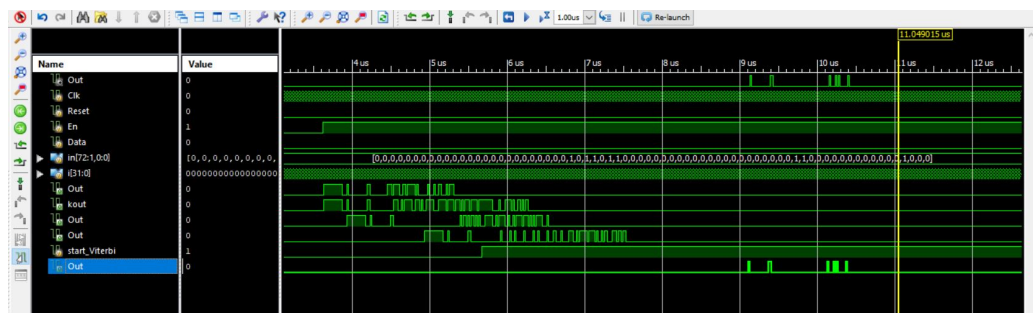 1.00us
Re-launch
11.049015 us
Name
Value
4 us
5 us
6 us
7 us
8 us
9 us
10 us
11 us
12 us
Out
0
Clk
0
Reset
0
En
1
Data
0
in[72:1,0:0]
[0,0,0,0,0,0,0,0,
i[31:0]
0000000000000000
Out
0
kout
0
Out
0
Out
0
start_Viterbi
1
Out
0